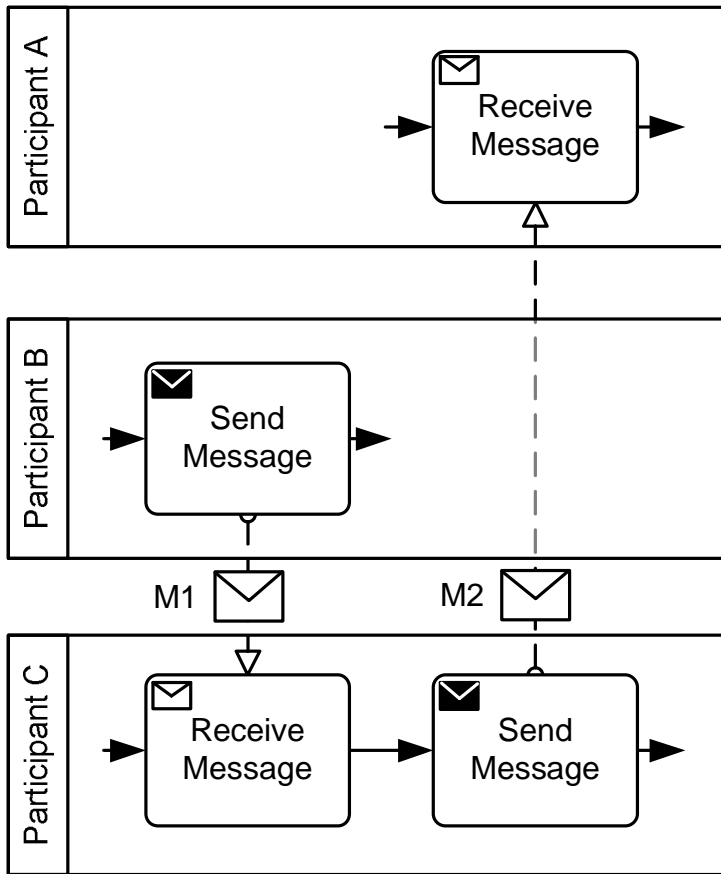 Participant A
Receive
Message
Participant B
Send
Message
M1
M2
Participant C
Receive
Message
Send
Message